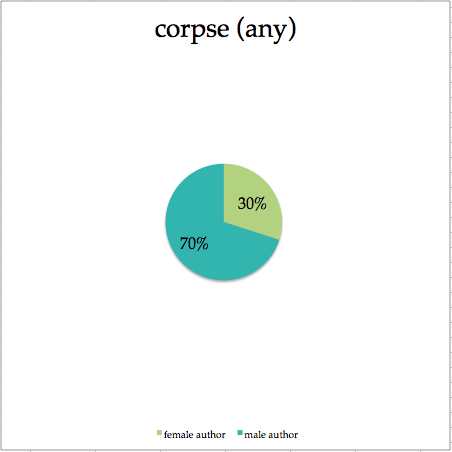 corpse (any)
30%
70%
female author
male author